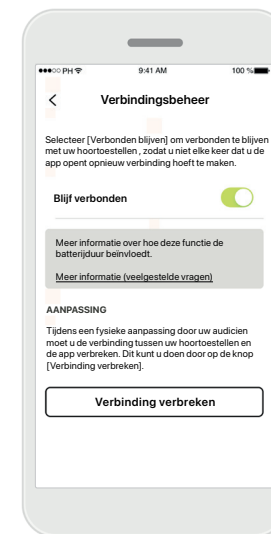 PH 9:41 AM 100 %
Verbindingsbeheer
Selecteer [Verbonden blijven] om verbonden te blijven
met uw hoortoestellen , zodat u niet elke keer dat u de
app opent opnieuw verbinding hoeft te maken.
Blijf verbonden
Meer informatie over hoe deze functie de
batterijduur beïnvloedt.
Meer informatie (veelgestelde vragen)
AANPASSING
Tijdens een fysieke aanpassing door uw audicien
moet u de verbinding tussen uw hoortoestellen en
de app verbreken. Dit kunt u doen door op de knop
[Verbinding verbreken].
Verbinding verbreken